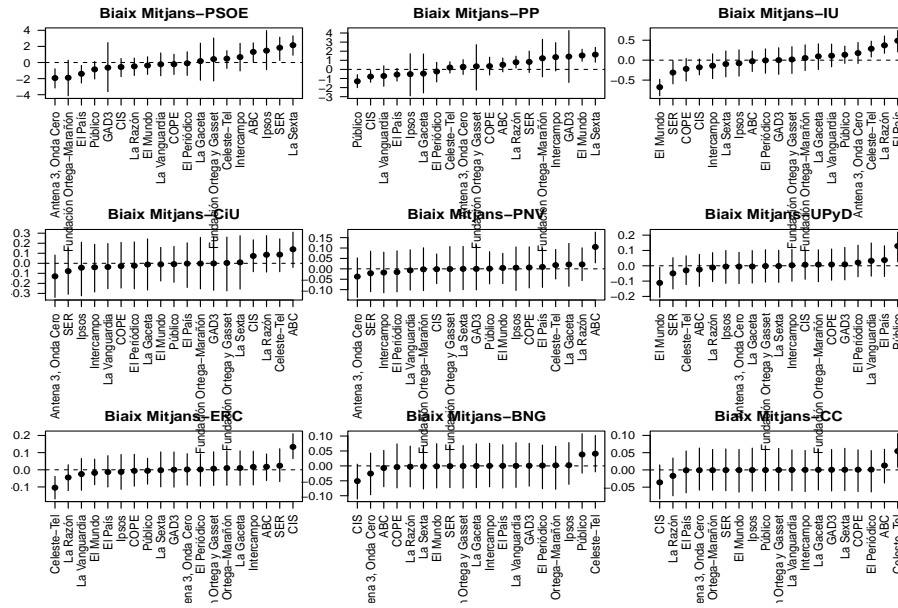 Biaix Mitjans−PSOE
4
2
0
−2
−4
Antena 3, Onda Cero
Fundación Ortega−Marañón
El País
Público
GAD3
CIS
La Razón
El Mundo
La Vanguardia
COPE
El Periódico
La Gaceta
Fundación Ortega y Gasset
Celeste−Tel
Intercampo
ABC
Ipsos
SER
La Sexta
Biaix Mitjans−PP
4
3
2
1
0
−1
−3
Público
CIS
La Vanguardia
El País
Ipsos
La Gaceta
El Periódico
Celeste−Tel
Antena 3, Onda Cero
Fundación Ortega y Gasset
COPE
ABC
La Razón
SER
Fundación Ortega−Marañón
Intercampo
GAD3
El Mundo
La Sexta
Biaix Mitjans−IU
0.5
0.0
−0.5
El Mundo
SER
COPE
CIS
Intercampo
La Sexta
Ipsos
ABC
El Periódico
GAD3
Fundación Ortega y Gasset
Fundación Ortega−Marañón
La Gaceta
La Vanguardia
Público
Antena 3, Onda Cero
Celeste−Tel
La Razón
El País
Biaix Mitjans−CiU
0.3
0.2
0.1
0.0
−0.1
0.3
Antena 3, Onda Cero
SER
Ipsos
Intercampo
La Vanguardia
COPE
El Periódico
La Gaceta
El Mundo
Público
El País
Fundación Ortega−Marañón
GAD3
Fundación Ortega y Gasset
La Sexta
CIS
La Razón
Celeste−Tel
ABC
Biaix Mitjans−PNV
0.15
0.10
0.05
0.00
−0.10
Antena 3, Onda Cero
SER
Intercampo
El Periódico
La Vanguardia
Fundación Ortega−Marañón
CIS
Fundación Ortega y Gasset
La Sexta
GAD3
Público
El Mundo
Ipsos
COPE
El País
Celeste−Tel
La Gaceta
La Razón
ABC
Biaix Mitjans−UPyD
0.2
0.1
0.0
−0.2
El Mundo
SER
Celeste−Tel
CIS
La Razón
Ipsos
Antena 3, Onda Cero
La Gaceta
Fundación Ortega y Gasset
La Sexta
Intercampo
Fundación Ortega−Marañón
COPE
GAD3
Público
El Periódico
La Vanguardia
El País
ABC
Biaix Mitjans−ERC
0.2
0.1
0.0
0.1
Celeste−Tel
La Razón
La Vanguardia
El Mundo
El País
Ipsos
COPE
Público
La Sexta
GAD3
ena 3, Onda Cero
El Periódico
n Ortega y Gasset
Ortega−Marañón
Intercampo
ABC
SER
CIS
Biaix Mitjans−BNG
0.10
0.05
0.00
−0.05
−0.10
CIS
Antena 3, Onda Cero
ABC
COPE
El País
La Sexta
El Mundo
SER
n Ortega y Gasset
La Gaceta
Intercampo
El Periódico
La Vanguardia
GAD3
La Razón
Ortega−Marañón
Ipsos
Público
Celeste−Tel
Biaix Mitjans−CC
0.10
0.05
0.00
−0.05
CIS
La Razón
El País
Antena 3, Onda Cero
El Mundo
SER
COPE
n Ortega y Gasset
La Vanguardia
Intercampo
La Gaceta
Ortega−Marañón
La Sexta
GAD3
Ipsos
El Periódico
Público
ABC
Celeste−Tel